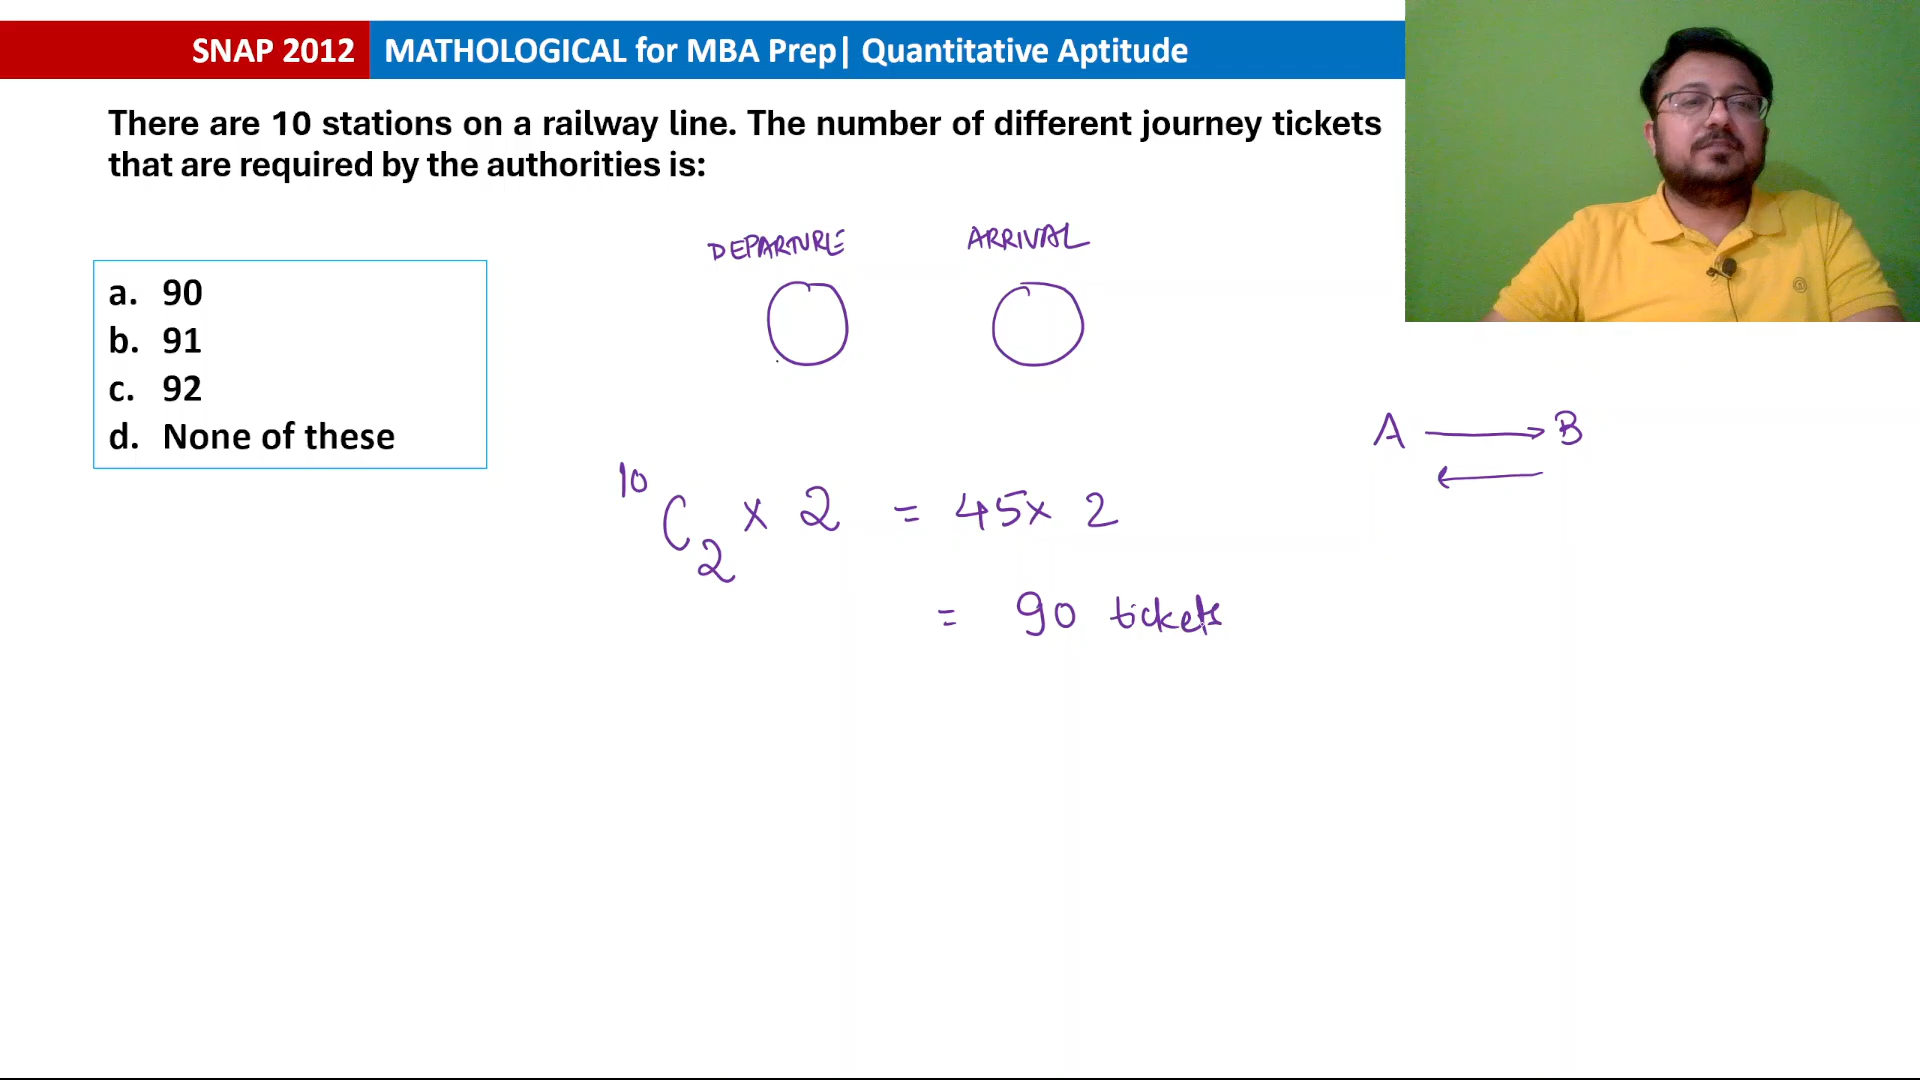 SNAP 2012 MATHOLOGICAL for MBA Prep| Quantitative Aptitude
There are 10 stations on a railway line. The number of different journey tickets
that are required by the authorities is:
DEPARTURE ARRIVAL
a. 90
b. 91
c. 92
d. None of these
A B
10 C 2 x 2 = 45 x 2
= 90 tickets